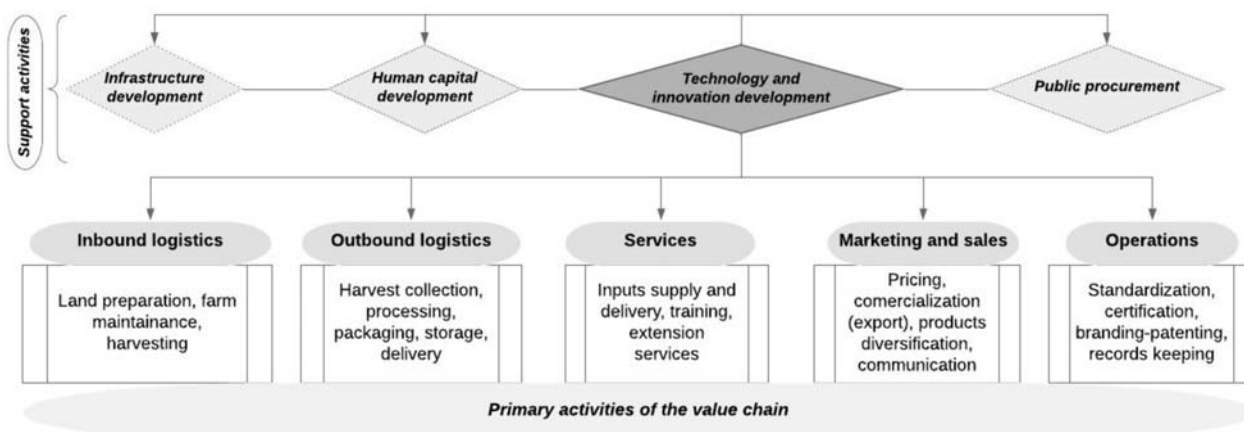 Support activities
Infrastructure
development
Human capital
development
Technology and
innovation development
Public procurement
Inbound logistics
Outbound logistics
Services
Marketing and sales
Operations
Land preparation, farm
maintainance,
harvesting
Harvest collection,
processing,
packaging, storage,
delivery
Inputs supply and
delivery, training,
extension
services
Pricing,
comercialization
(export), products
diversification,
communication
Standardization,
certification,
branding-patenting,
records keeping
Primary activities of the value chain